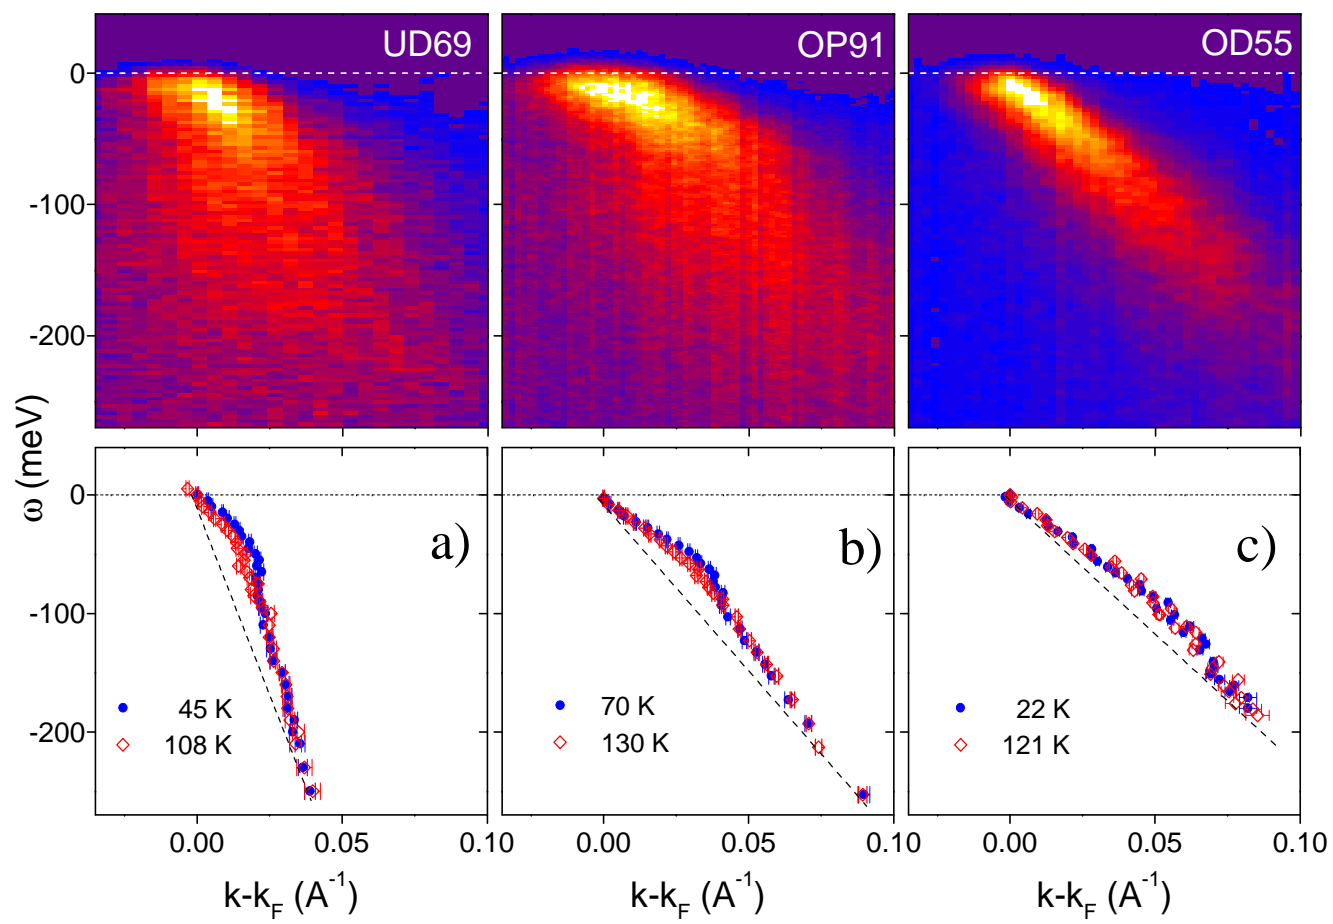 UD69
OP91
OD55
0
-100
-200
ω (meV)
0
-100
-200
a)
b)
c)
45 K
108 K
70 K
130 K
22 K
121 K
0.00
0.05
0.10
0.00
0.05
0.10
0.00
0.05
0.10
k-k_F (A^-1)
k-k_F (A^-1)
k-k_F (A^-1)